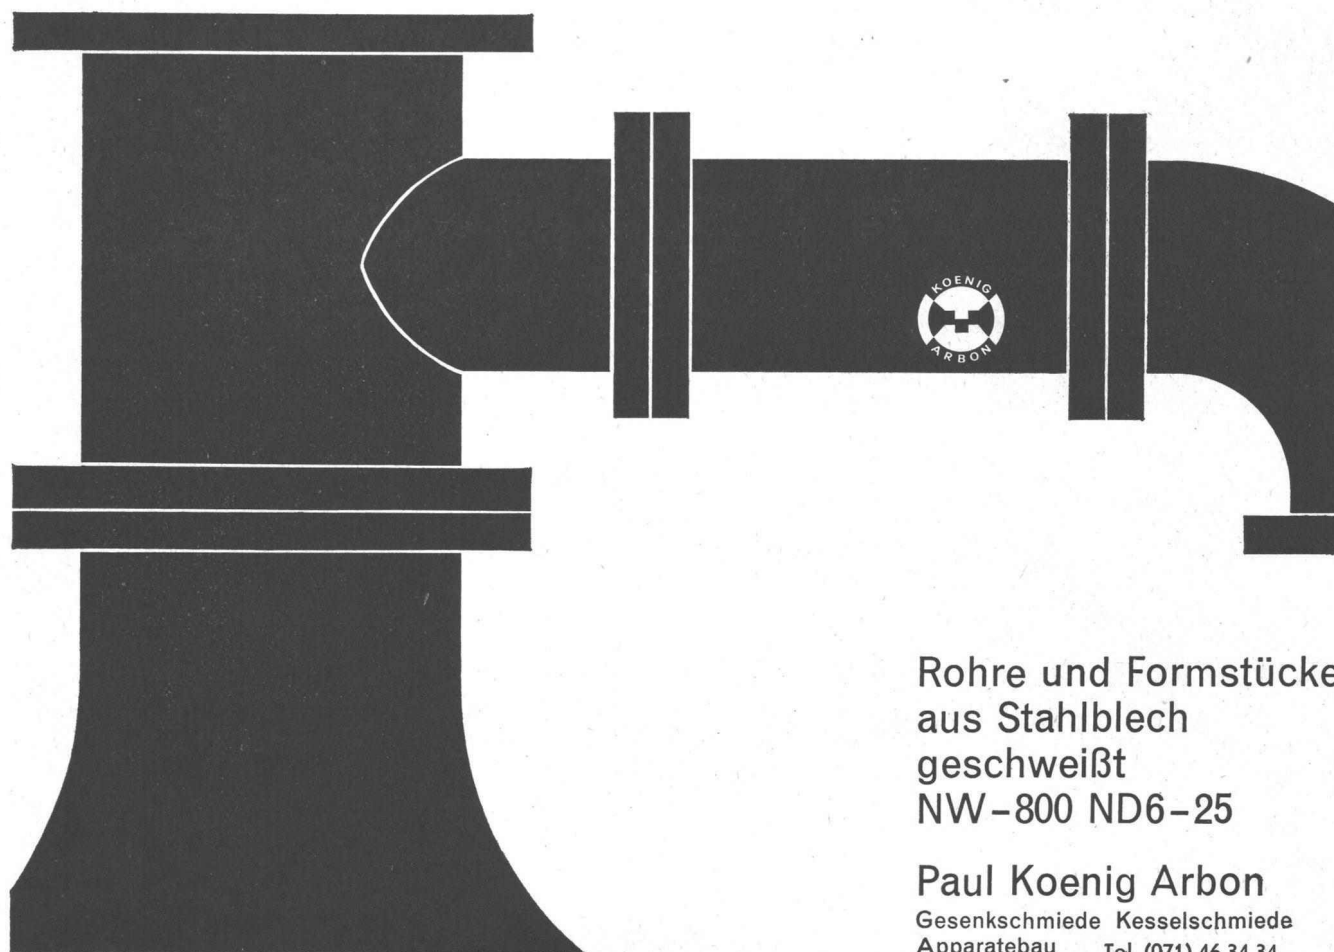 KOENIG
ARBON
Rohre und Formstücke
aus Stahlblech
geschweißt
NW–800 ND6–25
Paul Koenig Arbon
Gesenkschmiede Kesselschmiede
Apparatebau Tel. (071) 46 34 34